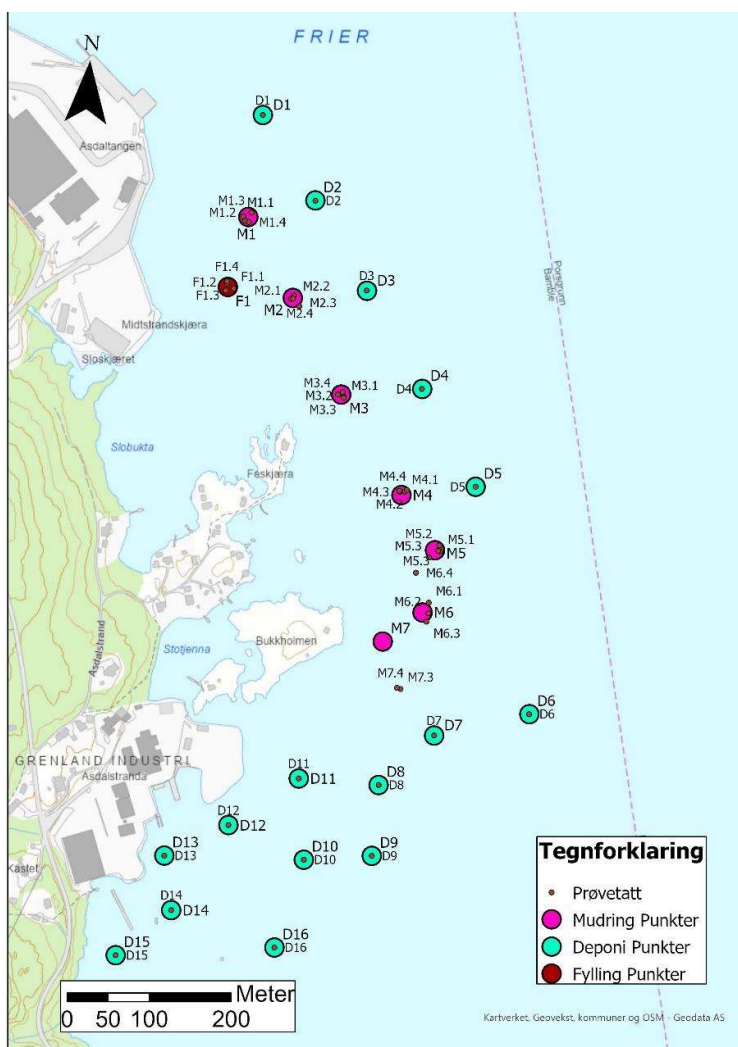 FRIER
N
D1 D1
Asdaltangen
D2
D2
M1.3 M1.1
M1.2
M1.4
M1
F1.4
F1.1
F1.2
F1.3
F1
M2.2
M2.1
M2.3
M2
M2.4
D3 D3
Porsgrunn
Bamble
Midtstrandskjæra
Sloskjæret
M3.4 M3.1
M3.2
M3
M3.3
D4
D4
Slobukta
Feskjæra
M4.4 M4.1
M4.3
M4
M4.2
D5
D5
M5.2
M5.1
M5.3
M5
M5.3
M6.4
M6.1
M6.2
M6
M6.3
M7
Asdalstrand
Stotjenna
Bukkholmen
M7.4 M7.3
D6
D6
D7
D7
GRENLAND INDUSTRI
Asdalstranda
D11
D11
D8
D8
D12
D12
D13
D13
D10
D10
D9
D9
Kastet
D14
D14
D15
D15
D16
D16
Tegnforklaring
Prøvetatt
Mudring Punkter
Deponi Punkter
Fylling Punkter
Meter
0 50 100 200
Kartverket, Geovekst, kommuner og OSM - Geodata AS